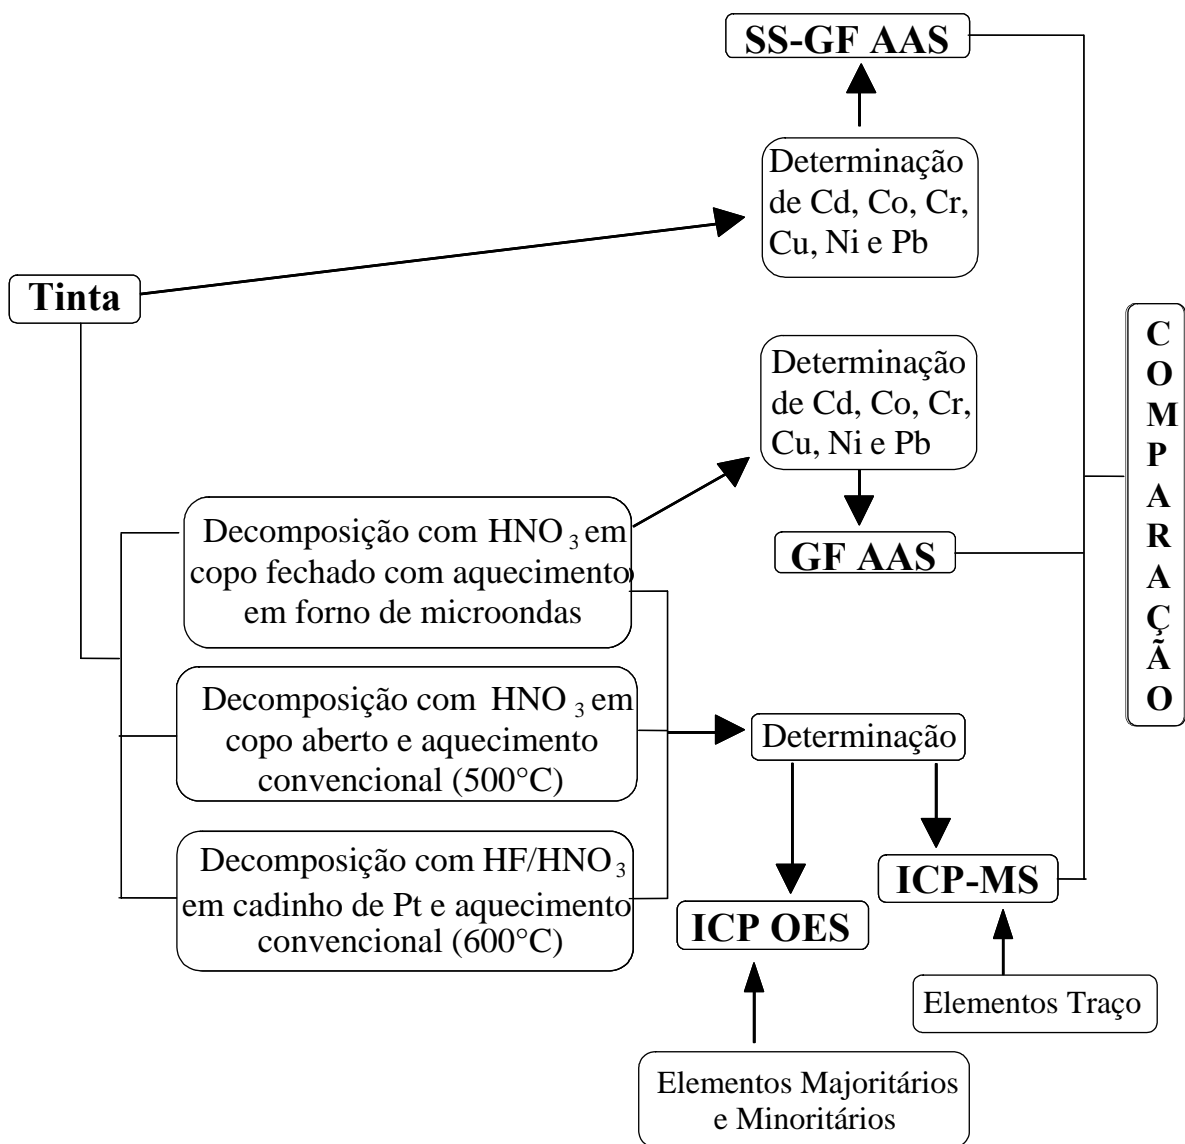 SS-GF AAS
Determinação
de Cd, Co, Cr,
Cu, Ni e Pb
Tinta
Determinação
de Cd, Co, Cr,
Cu, Ni e Pb
GF AAS
Decomposição com HNO₃ em
copo fechado com aquecimento
em forno de microondas
Decomposição com HNO₃ em
copo aberto e aquecimento
convencional (500°C)
Decomposição com HF/HNO₃
em cadinho de Pt e aquecimento
convencional (600°C)
Determinação
ICP-MS
ICP OES
Elementos Traço
Elementos Majoritários
e Minoritários
C
O
M
P
A
R
A
Ç
Ã
O